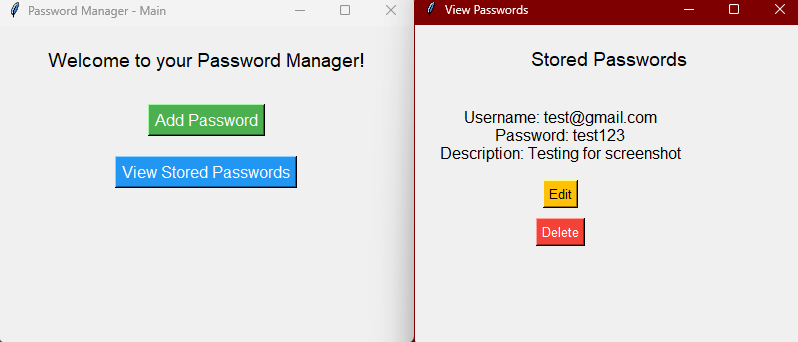 Password Manager - Main
Welcome to your Password Manager!
Add Password
View Stored Passwords
View Passwords
Stored Passwords
Username: test@gmail.com
Password: test123
Description: Testing for screenshot
Edit
Delete